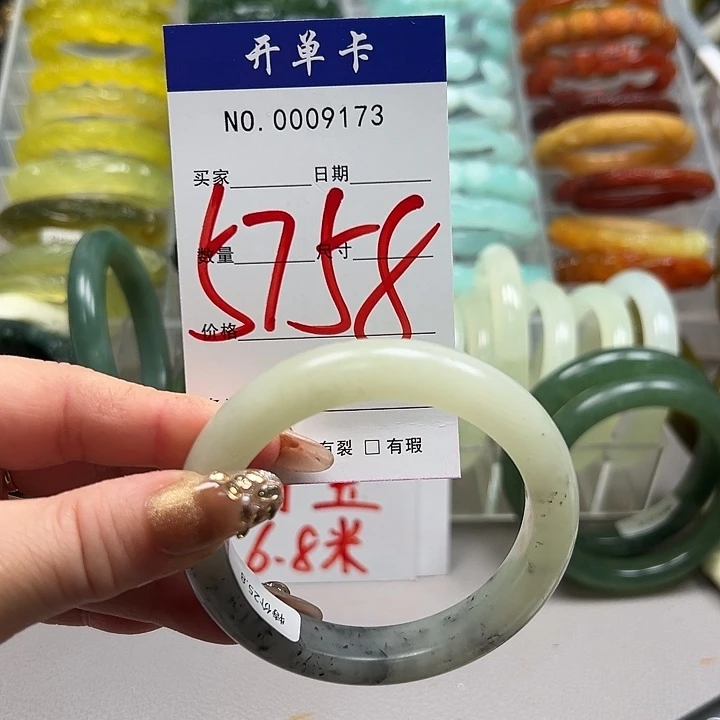 开单卡
NO. 0009173
买家 日期
数量 尺寸
5758
价格
有裂 □ 有瑕
6-8米